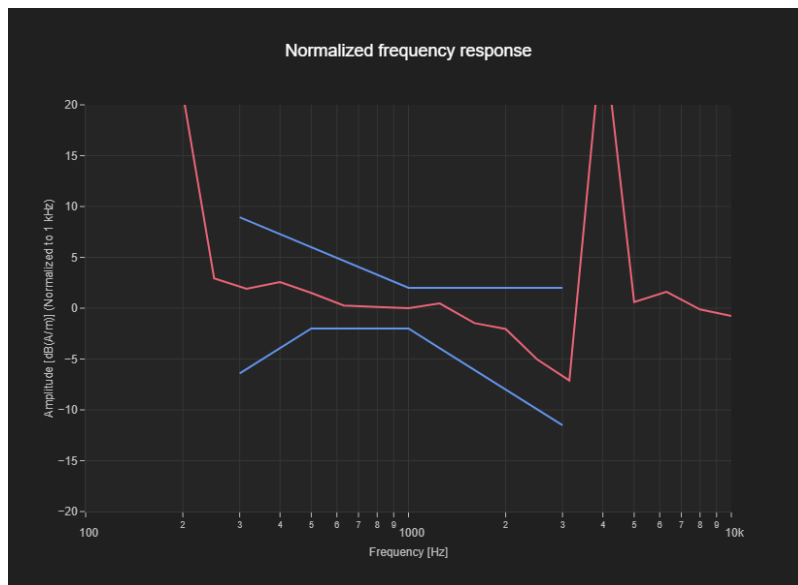 Normalized frequency response
Amplitude [dB(A/m)] (Normalized to 1 kHz)
20
15
10
5
0
−5
−10
−15
−20
100 2 3 4 5 6 7 8 9 1000 2 3 4 5 6 7 8 9 10k
Frequency [Hz]